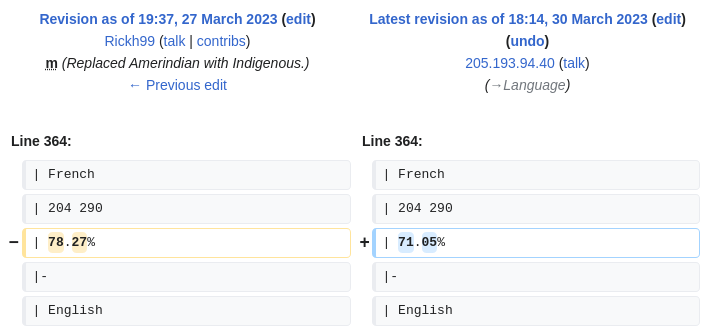 Revision as of 19:37, 27 March 2023 (edit)
Rickh99 (talk | contribs)
m (Replaced Amerindian with Indigenous.)
← Previous edit
Latest revision as of 18:14, 30 March 2023 (edit)
(undo)
205.193.94.40 (talk)
(→Language)
Line 364:
Line 364:
| French
| French
| 204 290
| 204 290
− | 78.27%
+ | 71.05%
|-
|-
| English
| English